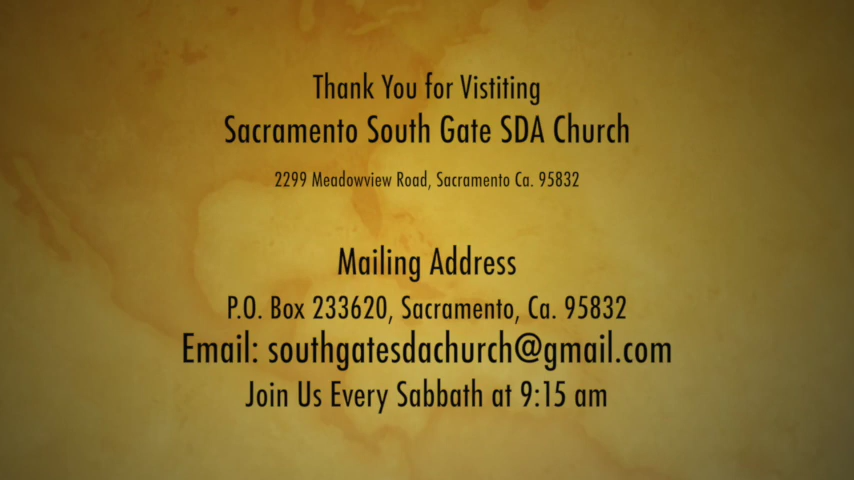 Thank You for Vistiting
Sacramento South Gate SDA Church
2299 Meadowview Road, Sacramento Ca. 95832
Mailing Address
P.O. Box 233620, Sacramento, Ca. 95832
Email: southgatesdachurch@gmail.com
Join Us Every Sabbath at 9:15 am